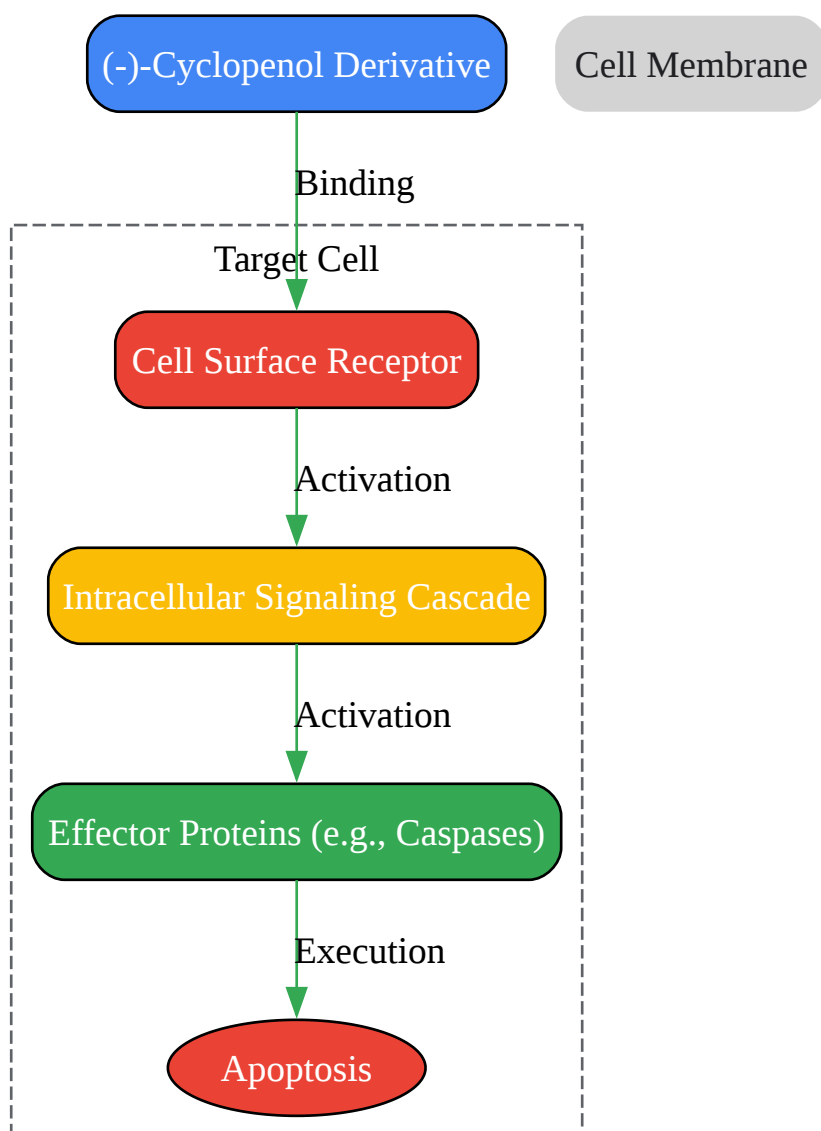 (-)-Cyclopenol Derivative
Cell Membrane
Binding
Target Cell
Cell Surface Receptor
Activation
Intracellular Signaling Cascade
Activation
Effector Proteins (e.g., Caspases)
Execution
Apoptosis